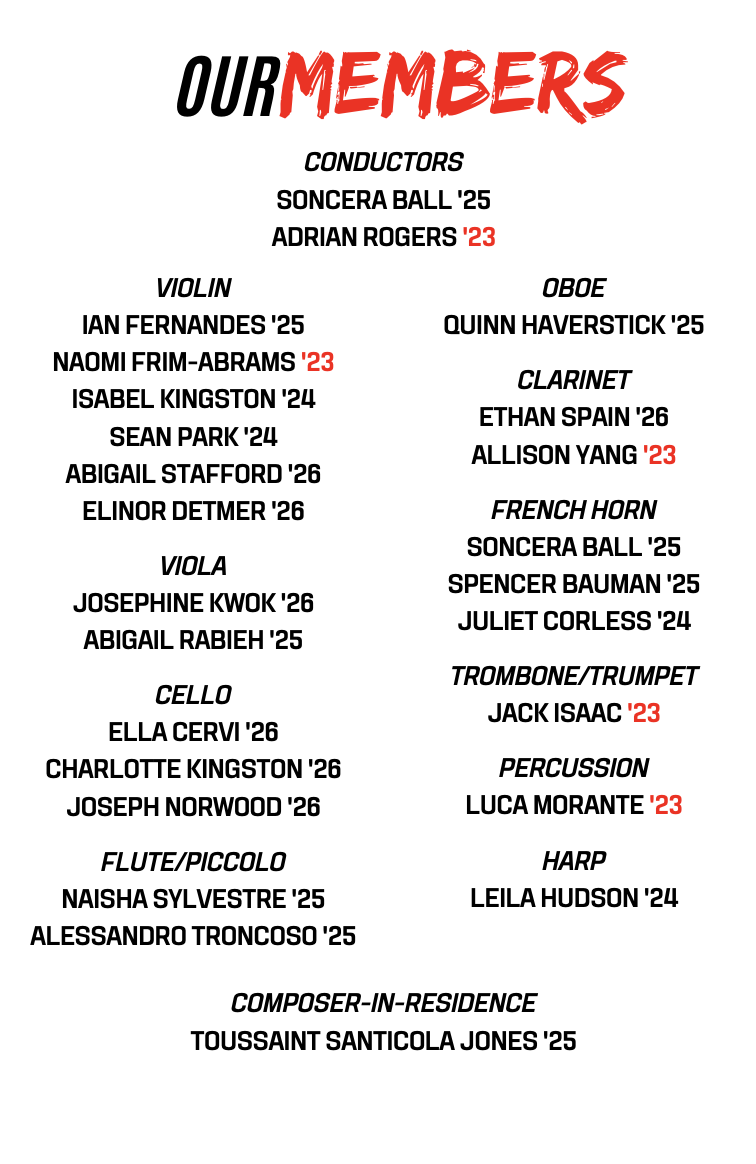 OUR MEMBERS
CONDUCTORS
SONCERA BALL '25
ADRIAN ROGERS '23
VIOLIN
IAN FERNANDES '25
NAOMI FRIM-ABRAMS '23
ISABEL KINGSTON '24
SEAN PARK '24
ABIGAIL STAFFORD '26
ELINOR DETMER '26
VIOLA
JOSEPHINE KWOK '26
ABIGAIL RABIEH '25
CELLO
ELLA CERVI '26
CHARLOTTE KINGSTON '26
JOSEPH NORWOOD '26
FLUTE/PICCOLO
NAISHA SYLVESTRE '25
ALESSANDRO TRONCOSO '25
OBOE
QUINN HAVERSTICK '25
CLARINET
ETHAN SPAIN '26
ALLISON YANG '23
FRENCH HORN
SONCERA BALL '25
SPENCER BAUMAN '25
JULIET CORLESS '24
TROMBONE/TRUMPET
JACK ISAAC '23
PERCUSSION
LUCA MORANTE '23
HARP
LEILA HUDSON '24
COMPOSER-IN-RESIDENCE
TOUSSAINT SANTICOLA JONES '25